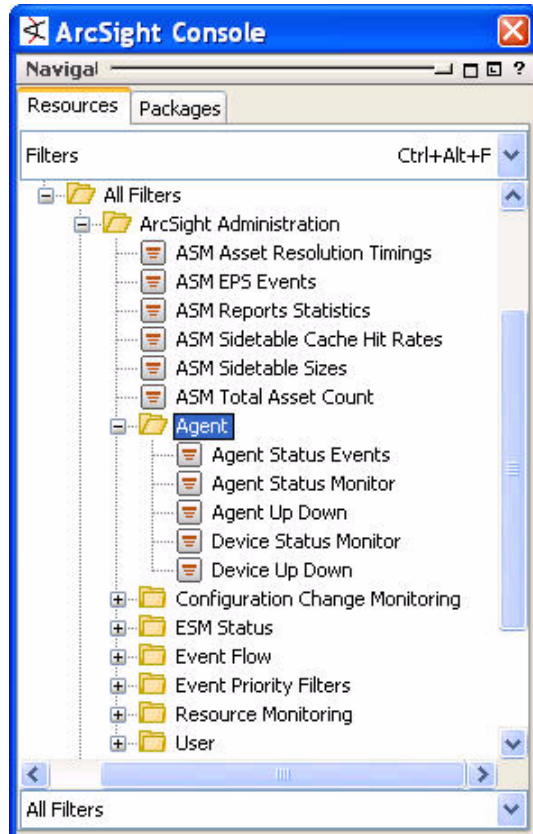 ArcSight Console
Navigal
?
Resources Packages
Filters Ctrl+Alt+F
All Filters
ArcSight Administration
ASM Asset Resolution Timings
ASM EPS Events
ASM Reports Statistics
ASM Sidetable Cache Hit Rates
ASM Sidetable Sizes
ASM Total Asset Count
Agent
Agent Status Events
Agent Status Monitor
Agent Up Down
Device Status Monitor
Device Up Down
Configuration Change Monitoring
ESM Status
Event Flow
Event Priority Filters
Resource Monitoring
User
All Filters